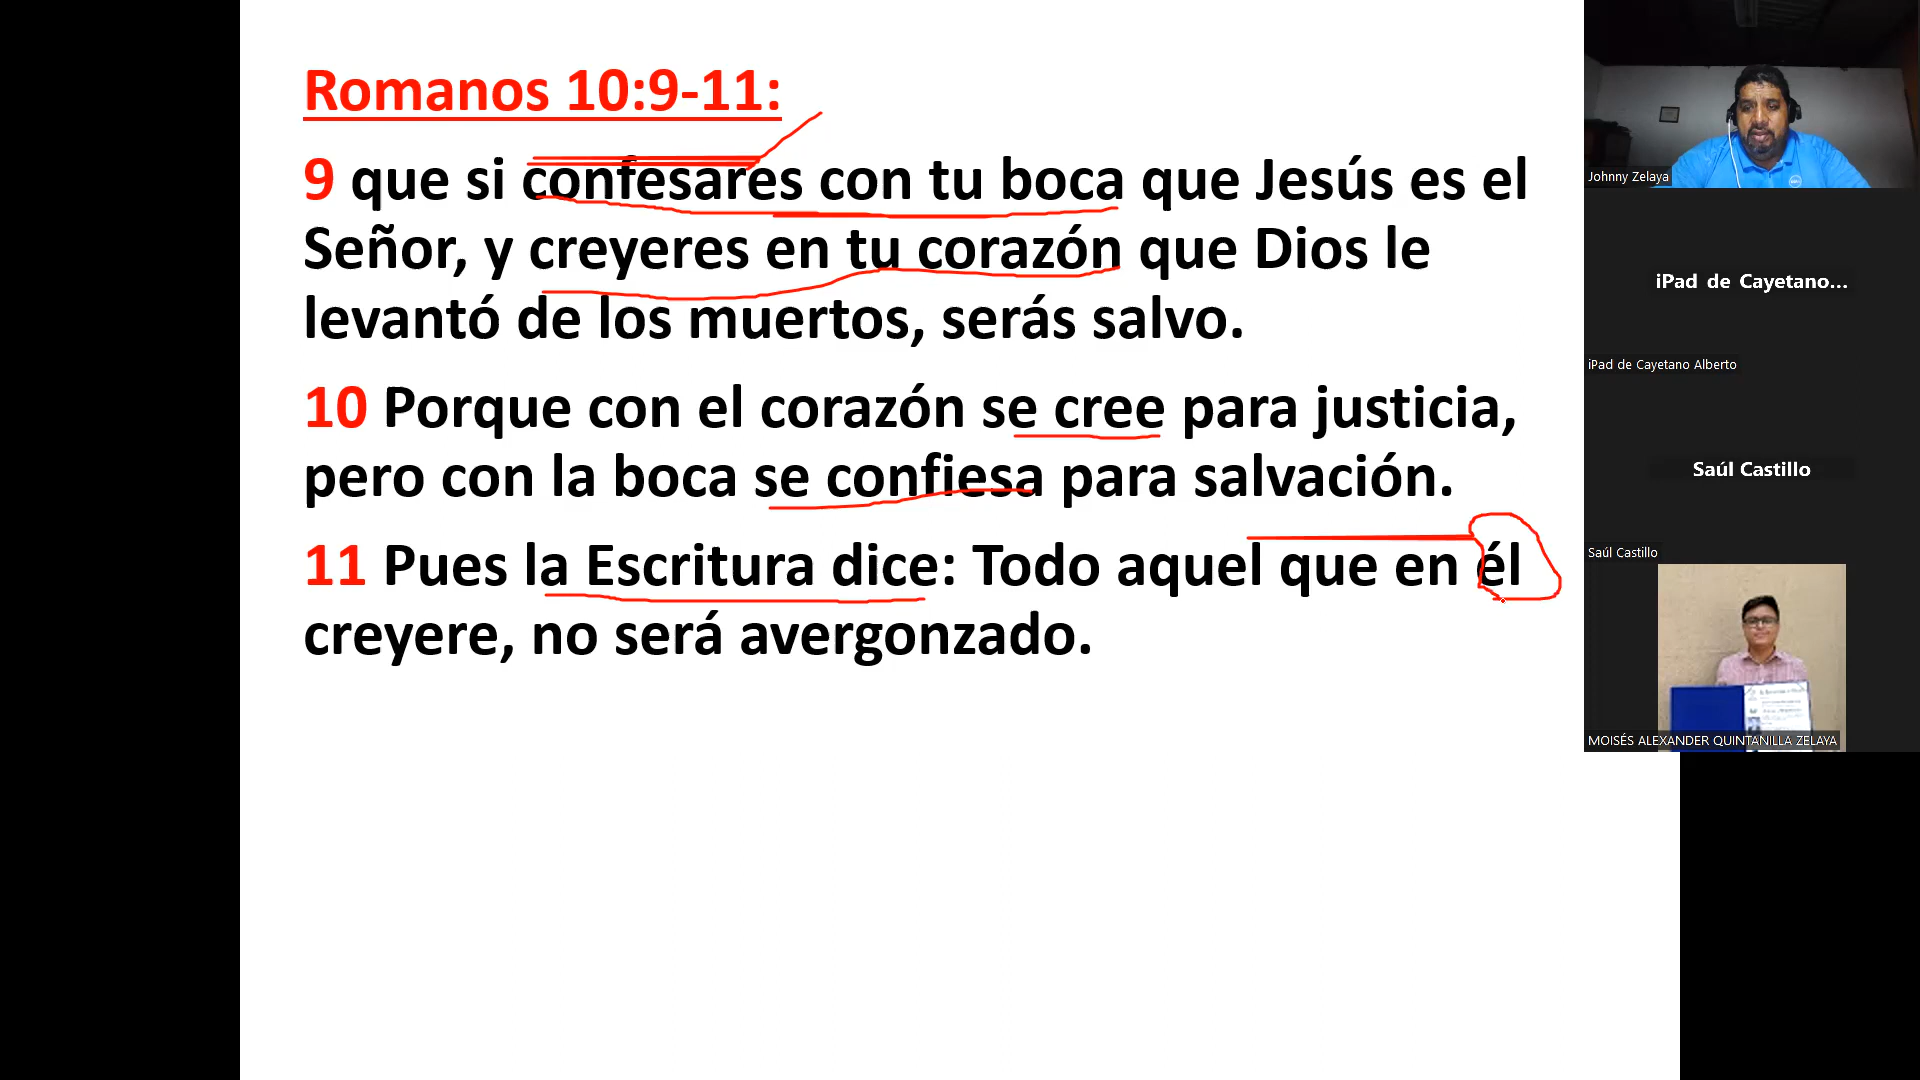 Romanos 10:9-11:
9 que si confesares con tu boca que Jesús es el
Señor, y creyeres en tu corazón que Dios le
levantó de los muertos, serás salvo.
10 Porque con el corazón se cree para justicia,
pero con la boca se confiesa para salvación.
11 Pues la Escritura dice: Todo aquel que en él
creyere, no será avergonzado.
Johnny Zelaya
iPad de Cayetano...
iPad de Cayetano Alberto
Saúl Castillo
Saúl Castillo
MOISÉS ALEXANDER QUINTANILLA ZELAYA